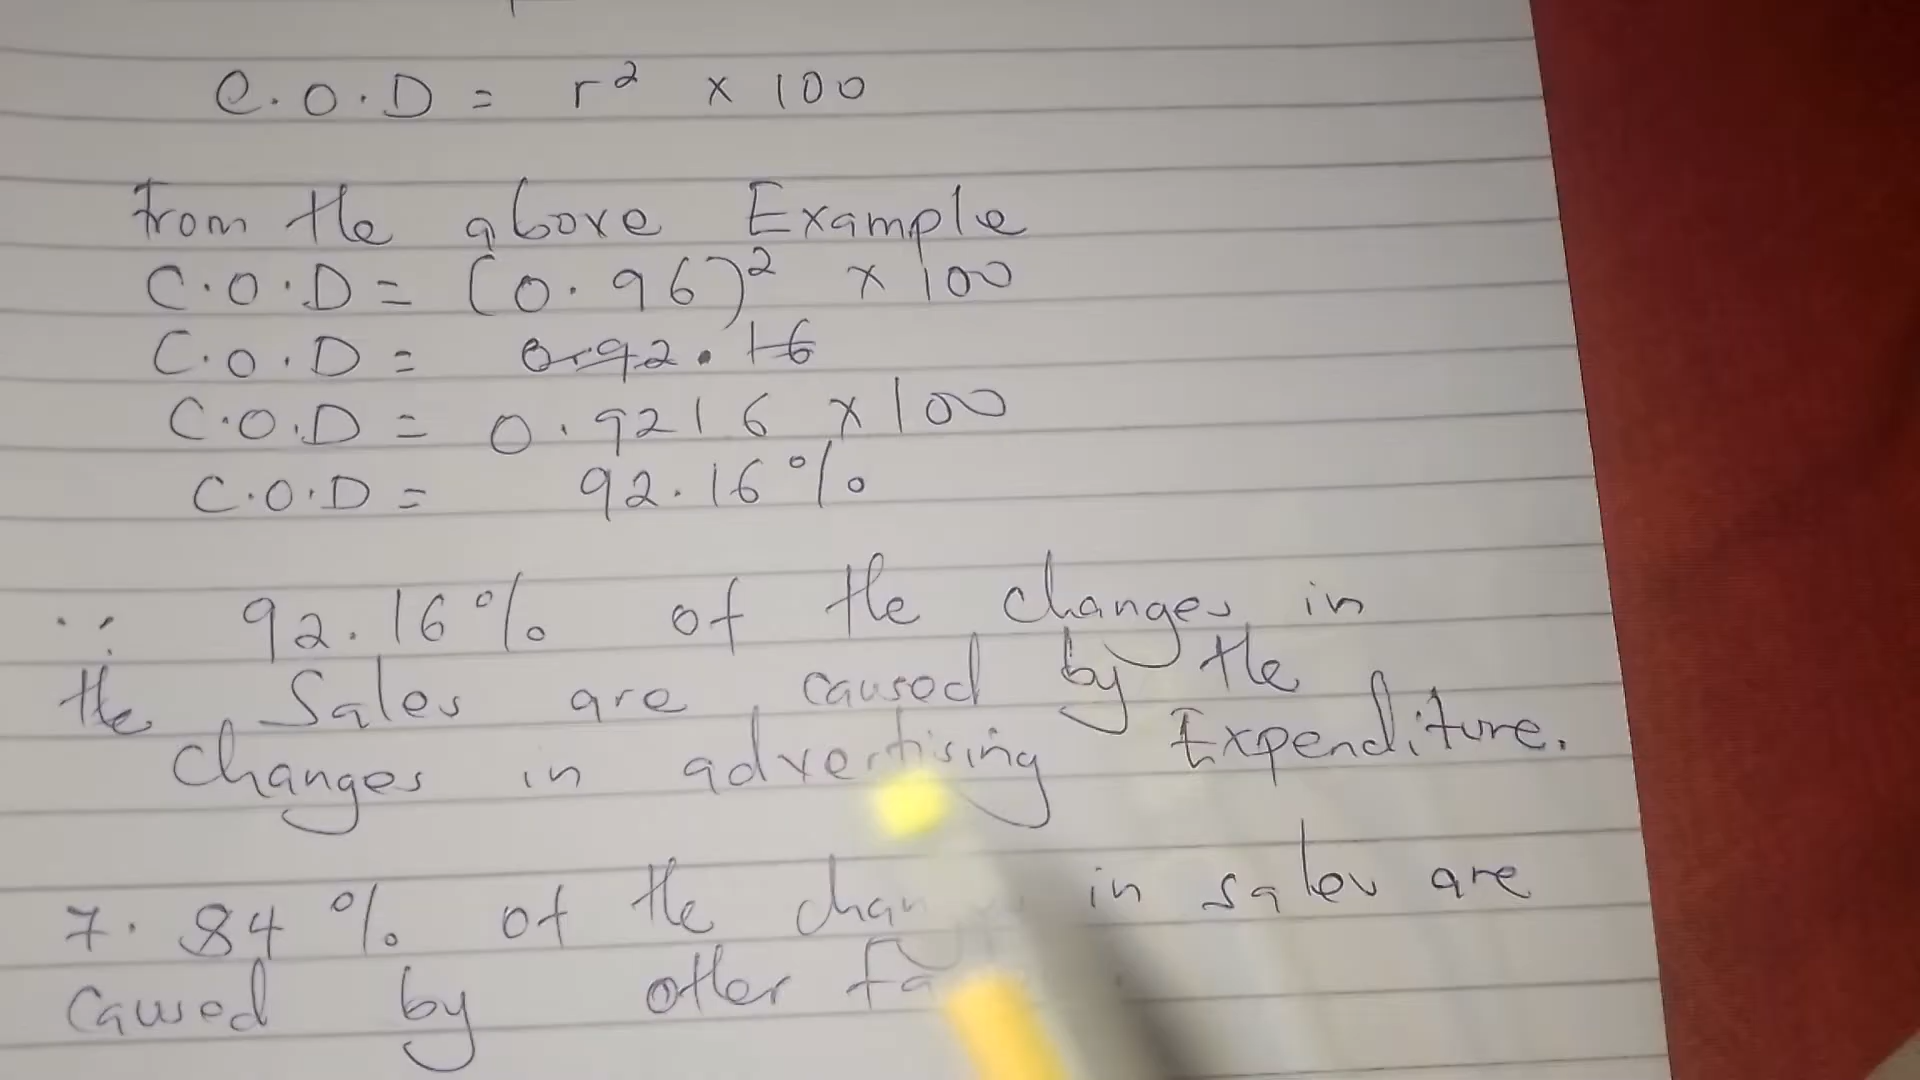 C.O.D = r² × 100
From the above Example
C.O.D = (0.96)² × 100
C.O.D = 0.92.16
C.O.D = 0.9216 × 100
C.O.D = 92.16%
∴ 92.16% of the changes in
the Sales are caused by the
changes in advertising Expenditure.
7.84% of the in sales are
caused by other